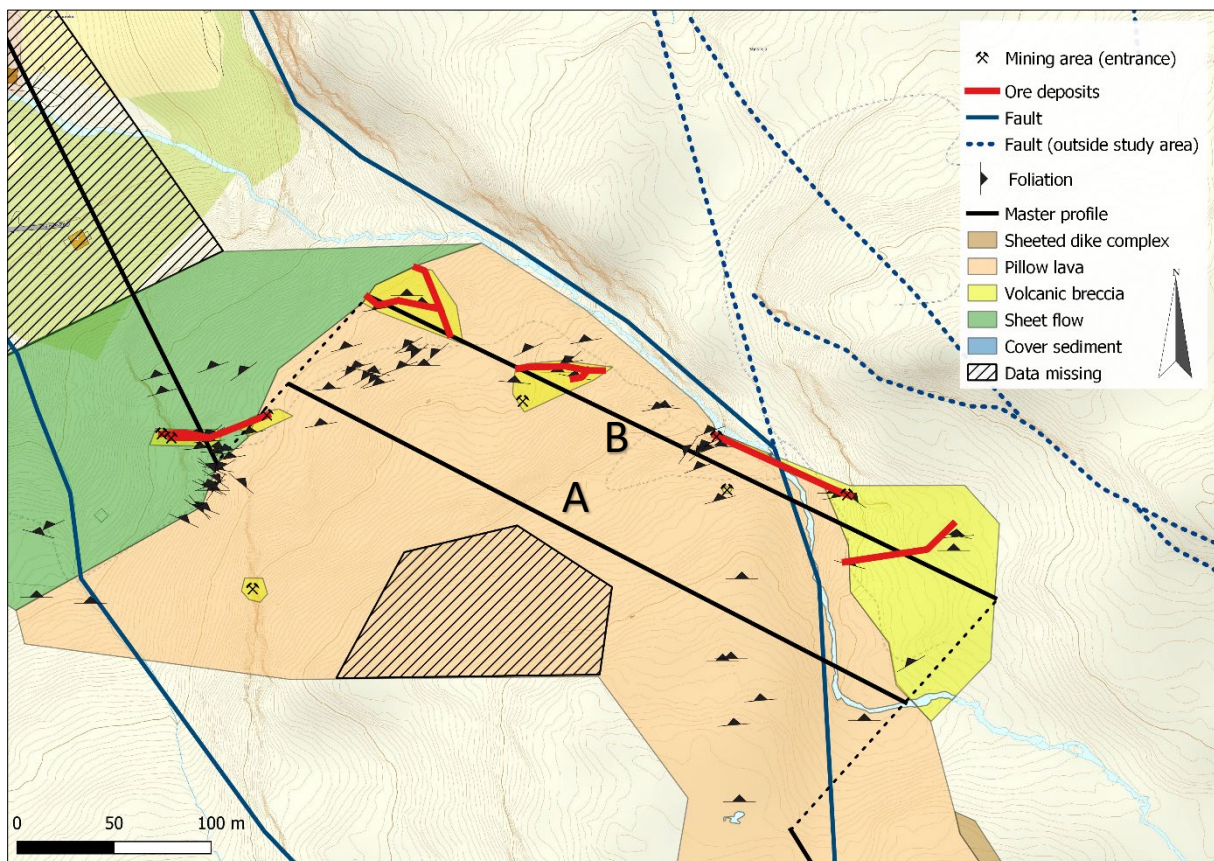 Mining area (entrance)
Ore deposits
Fault
Fault (outside study area)
Foliation
Master profile
Sheeted dike complex
Pillow lava
Volcanic breccia
Sheet flow
Cover sediment
Data missing
N
B
A
0 50 100 m